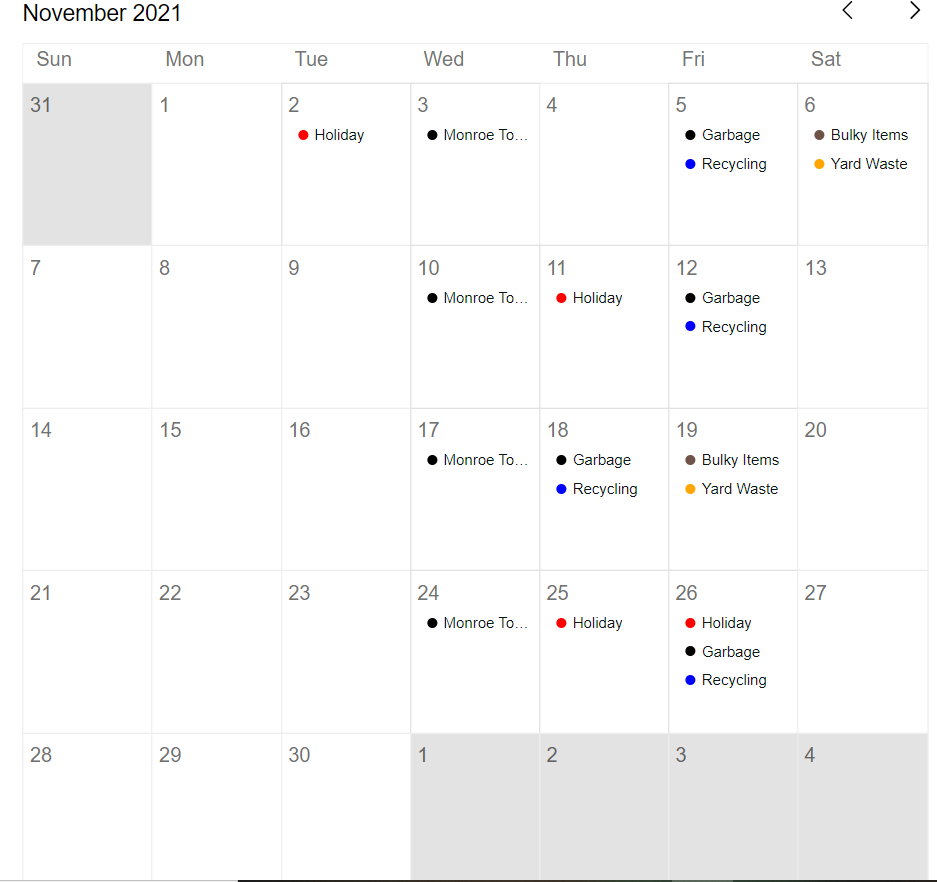 November 2021
Sun Mon Tue Wed Thu Fri Sat
31 1 2 3 4 5 6
Holiday Monroe To... Garbage Bulky Items
Recycling Yard Waste
7 8 9 10 11 12 13
Monroe To... Holiday Garbage
Recycling
14 15 16 17 18 19 20
Monroe To... Garbage Bulky Items
Recycling Yard Waste
21 22 23 24 25 26 27
Monroe To... Holiday Holiday
Garbage
Recycling
28 29 30 1 2 3 4